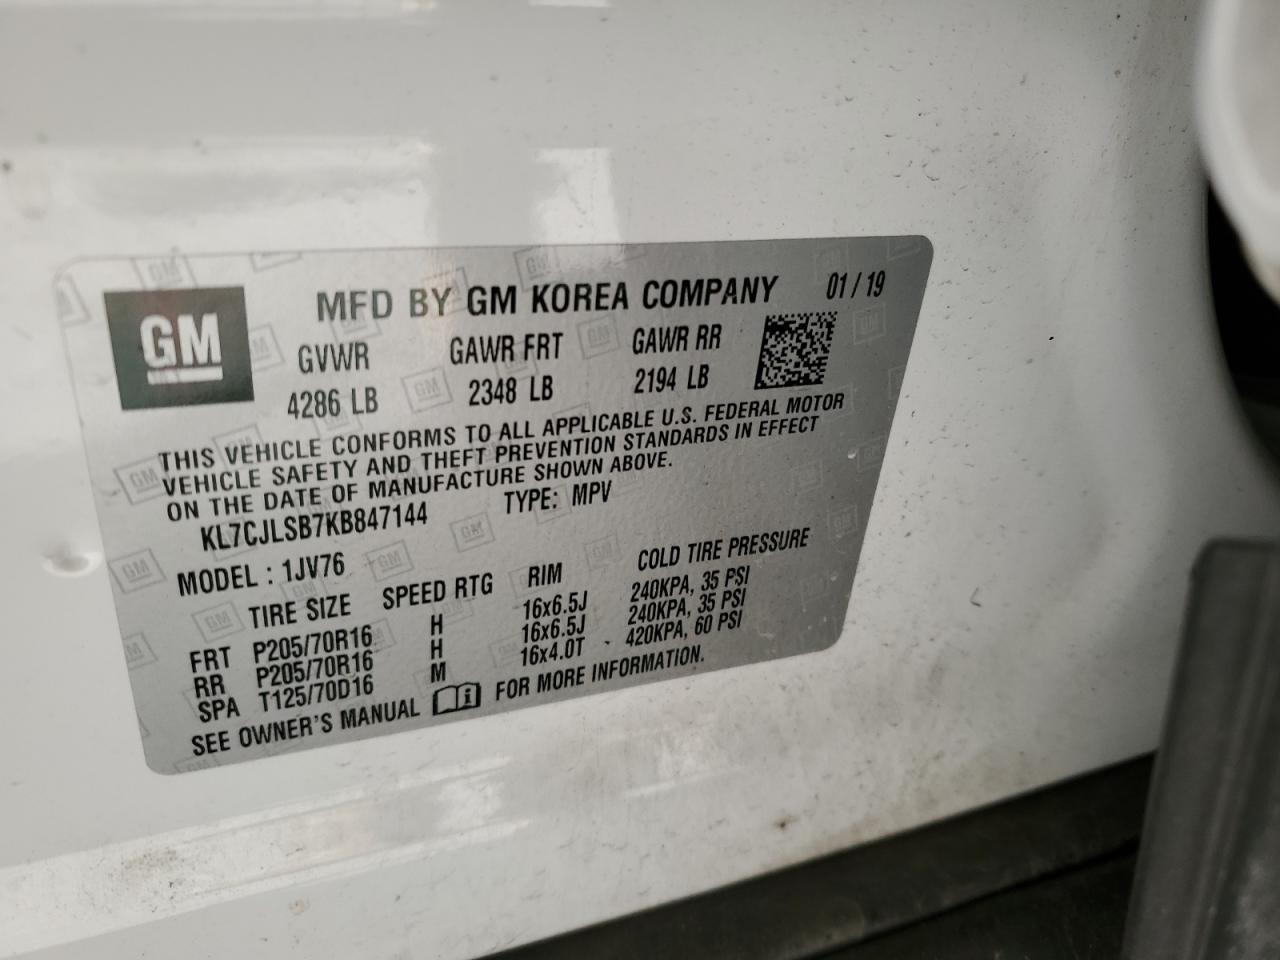 GM
MFD BY GM KOREA COMPANY 01/19
GVWR GAWR FRT GAWR RR
4286 LB 2348 LB 2194 LB
THIS VEHICLE CONFORMS TO ALL APPLICABLE U.S. FEDERAL MOTOR
VEHICLE SAFETY AND THEFT PREVENTION STANDARDS IN EFFECT
ON THE DATE OF MANUFACTURE SHOWN ABOVE.
KL7CJLSB7KB847144 TYPE: MPV
MODEL : 1JV76
TIRE SIZE SPEED RTG RIM COLD TIRE PRESSURE
FRT P205/70R16 H 16x6.5J 240KPA, 35 PSI
RR P205/70R16 H 16x6.5J 240KPA, 35 PSI
SPA T125/70D16 M 16x4.0T 420KPA, 60 PSI
SEE OWNER'S MANUAL i FOR MORE INFORMATION.